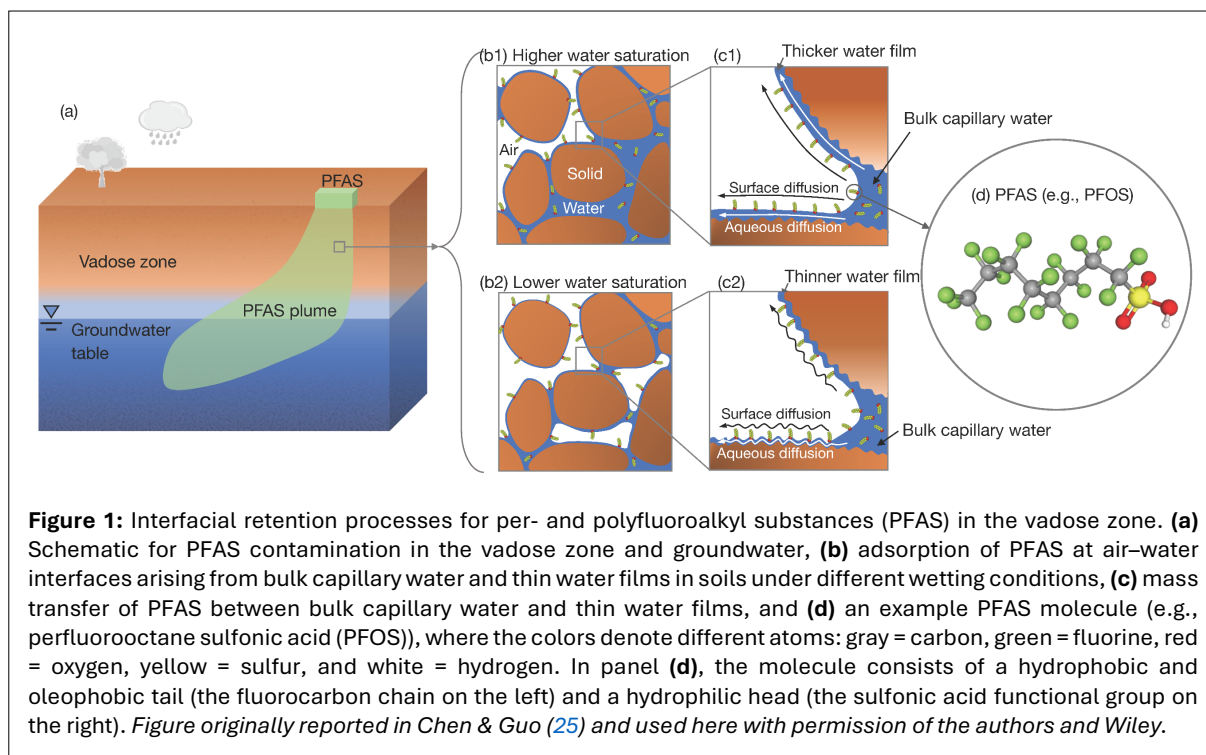 (a)
PFAS
Vadose zone
PFAS plume
Groundwater
table
(b1) Higher water saturation
Air
Solid
Water
(b2) Lower water saturation
(c1)
Thicker water film
Bulk capillary water
Surface diffusion
Aqueous diffusion
(c2)
Thinner water film
Surface diffusion
Aqueous diffusion
Bulk capillary water
(d) PFAS (e.g., PFOS)
Figure 1: Interfacial retention processes for per- and polyfluoroalkyl substances (PFAS) in the vadose zone. (a)
Schematic for PFAS contamination in the vadose zone and groundwater, (b) adsorption of PFAS at air–water
interfaces arising from bulk capillary water and thin water films in soils under different wetting conditions, (c) mass
transfer of PFAS between bulk capillary water and thin water films, and (d) an example PFAS molecule (e.g.,
perfluorooctane sulfonic acid (PFOS)), where the colors denote different atoms: gray = carbon, green = fluorine, red
= oxygen, yellow = sulfur, and white = hydrogen. In panel (d), the molecule consists of a hydrophobic and
oleophobic tail (the fluorocarbon chain on the left) and a hydrophilic head (the sulfonic acid functional group on
the right). Figure originally reported in Chen & Guo (25) and used here with permission of the authors and Wiley.